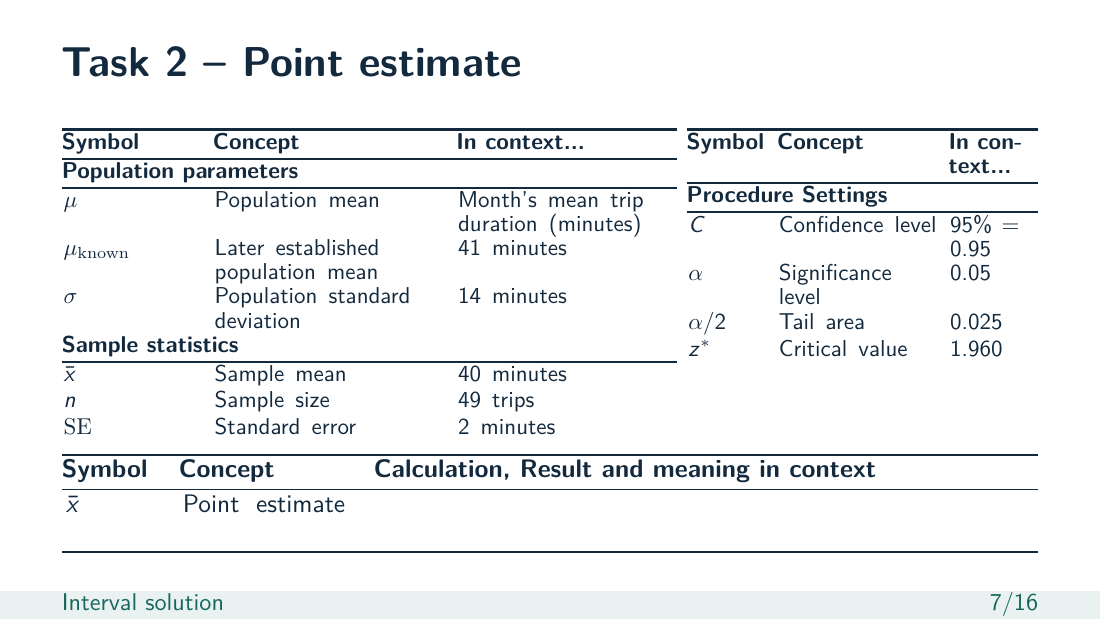 Task 2 – Point estimate
Symbol Concept In context...
Population parameters
μ Population mean Month's mean trip
duration (minutes)
μknown Later established 41 minutes
population mean
σ Population standard 14 minutes
deviation
Sample statistics
x̄ Sample mean 40 minutes
n Sample size 49 trips
SE Standard error 2 minutes
Symbol Concept In con-
text...
Procedure Settings
C Confidence level 95% =
0.95
α Significance 0.05
level
α/2 Tail area 0.025
z* Critical value 1.960
Symbol Concept Calculation, Result and meaning in context
x̄ Point estimate
Interval solution 7/16